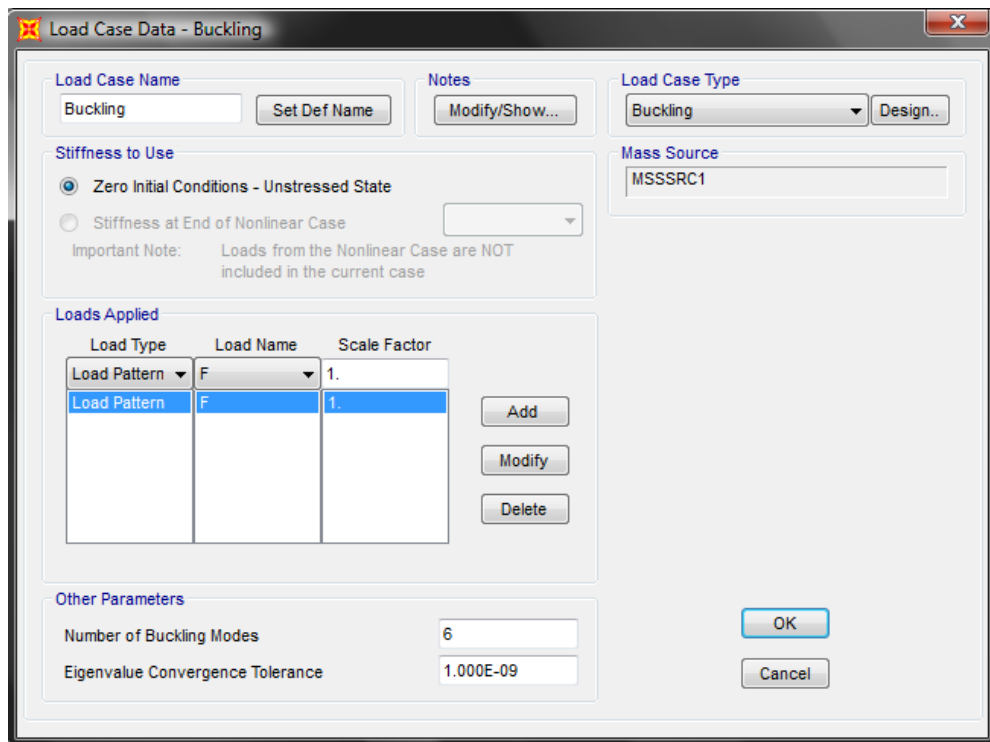 Load Case Data - Buckling
Load Case Name
Notes
Load Case Type
Buckling
Set Def Name
Modify/Show...
Buckling
Design..
Stiffness to Use
Mass Source
Zero Initial Conditions - Unstressed State
MSSSRC1
Stiffness at End of Nonlinear Case
Important Note: Loads from the Nonlinear Case are NOT
included in the current case
Loads Applied
Load Type Load Name Scale Factor
Load Pattern F 1.
Load Pattern F 1.
Add
Modify
Delete
Other Parameters
Number of Buckling Modes 6
Eigenvalue Convergence Tolerance 1.000E-09
OK
Cancel